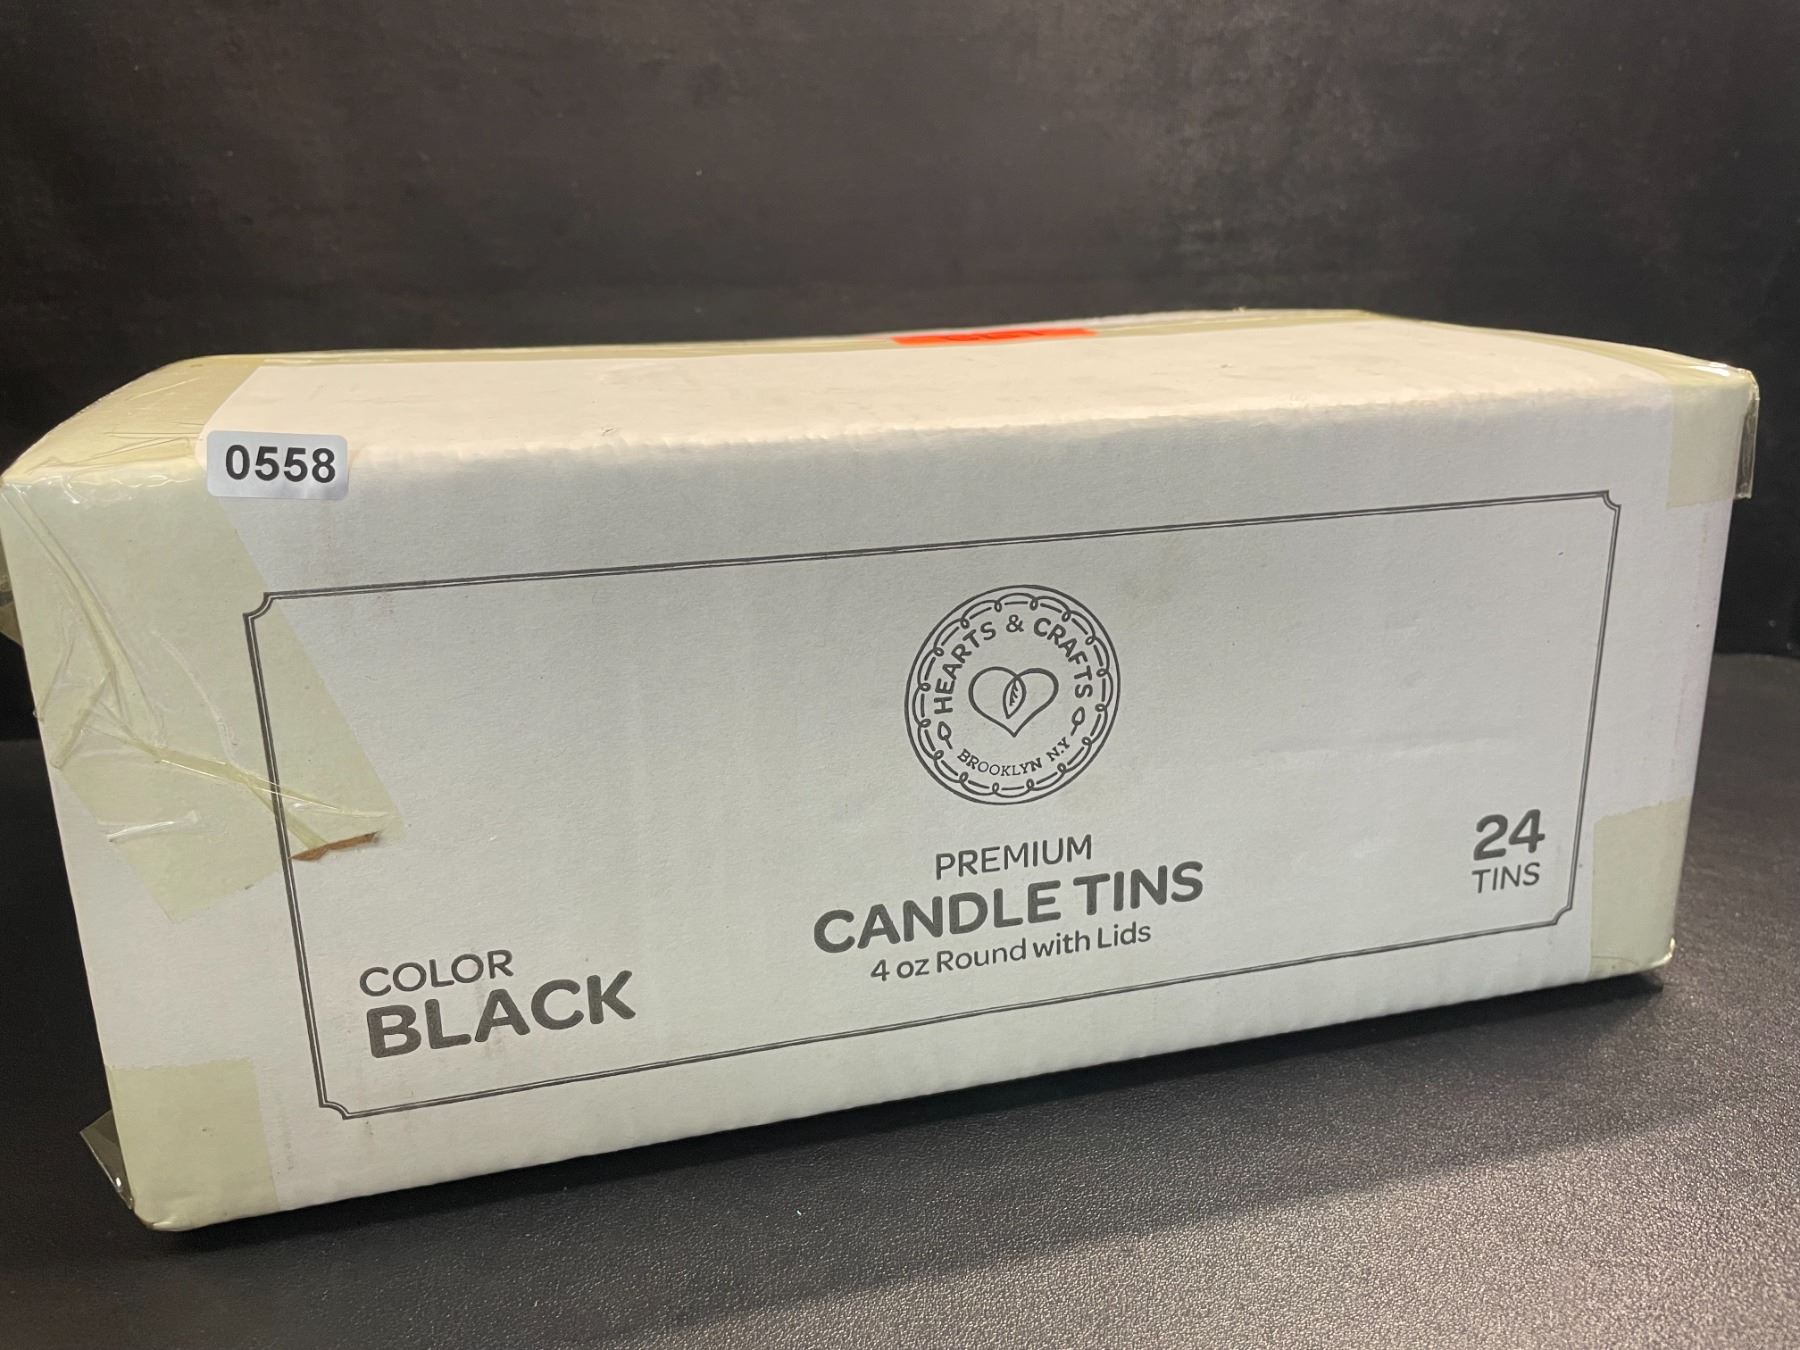 0558
HEARTS & CRAFTS
BROOKLYN N.Y
PREMIUM
CANDLE TINS
4 oz Round with Lids
24
TINS
COLOR
BLACK